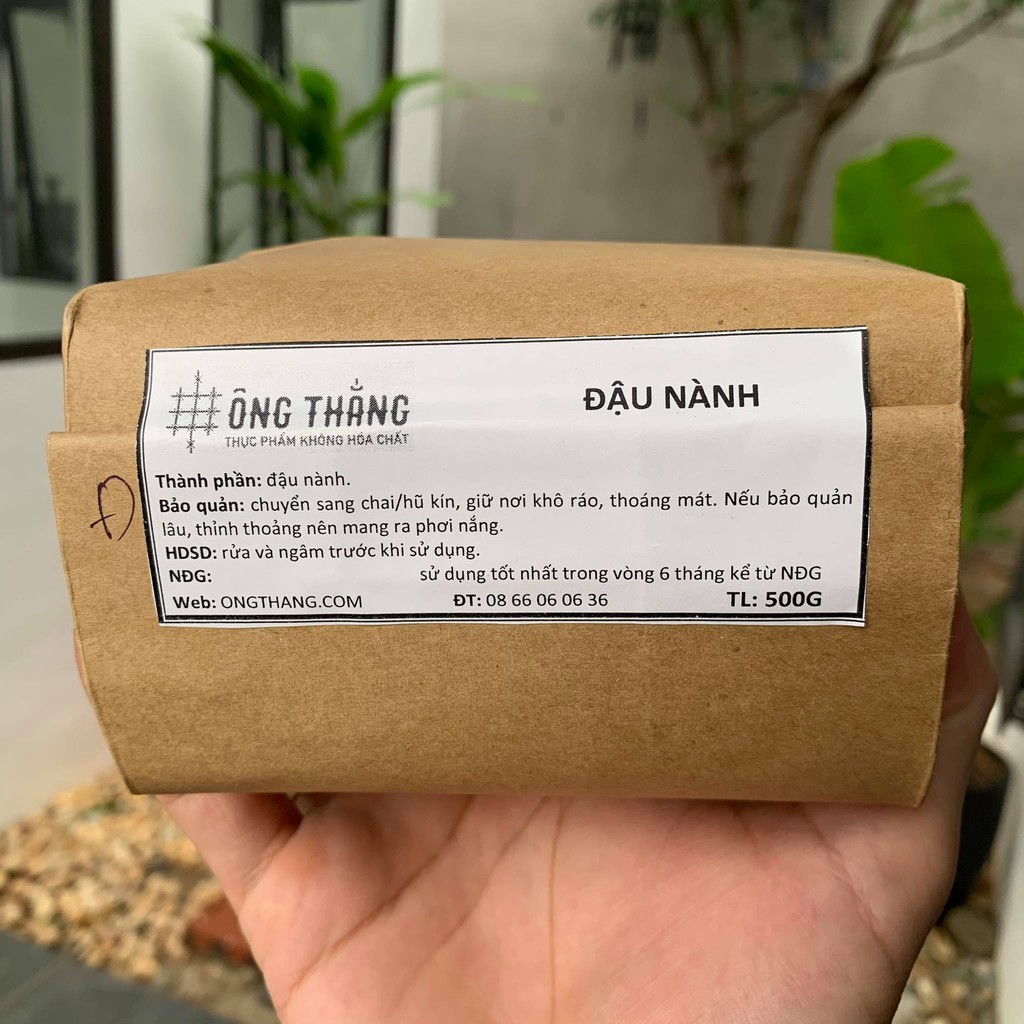 ÔNG THẮNG
THỰC PHẨM KHÔNG HÓA CHẤT
ĐẬU NÀNH
Thành phần: đậu nành.
Bảo quản: chuyển sang chai/hũ kín, giữ nơi khô ráo, thoáng mát. Nếu bảo quản
lâu, thỉnh thoảng nên mang ra phơi nắng.
HDSD: rửa và ngâm trước khi sử dụng.
NĐG: sử dụng tốt nhất trong vòng 6 tháng kể từ NĐG
Web: ONGTHANG.COM ĐT: 08 66 06 06 36 TL: 500G
Đ